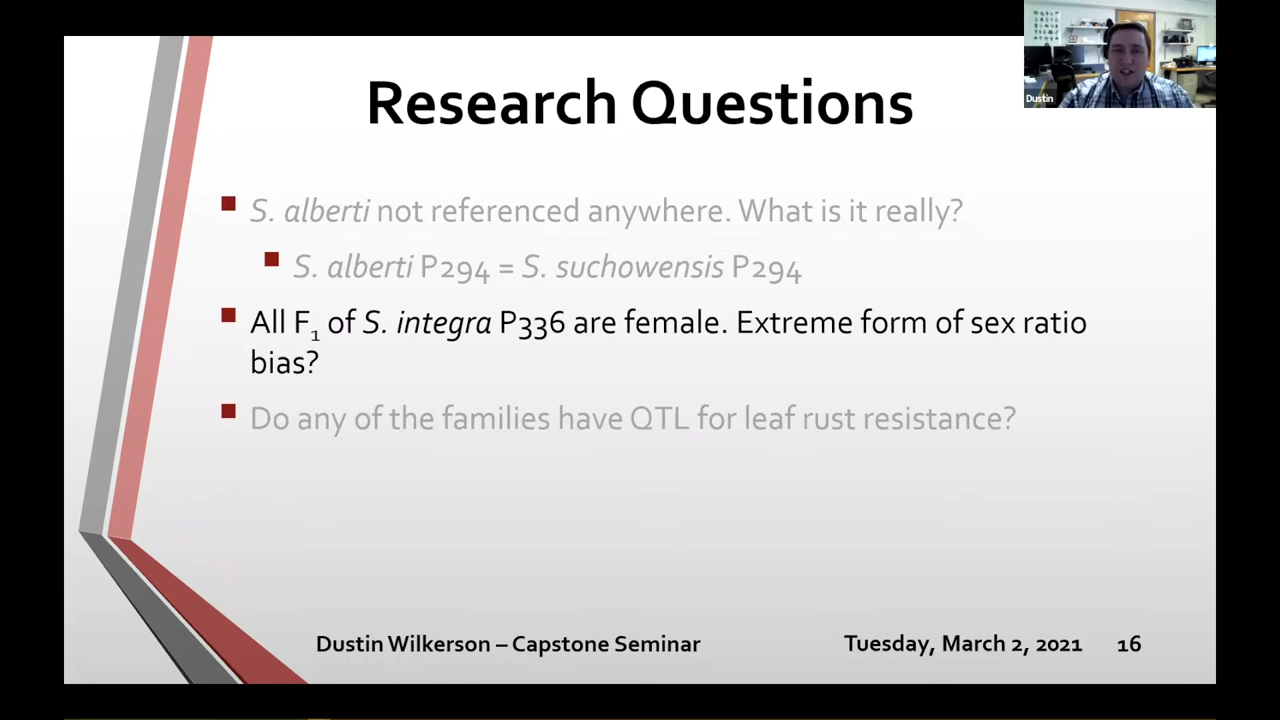 Dustin
Research Questions
S. alberti not referenced anywhere. What is it really?
S. alberti P294 = S. suchowensis P294
All F₁ of S. integra P336 are female. Extreme form of sex ratio
bias?
Do any of the families have QTL for leaf rust resistance?
Dustin Wilkerson – Capstone Seminar
Tuesday, March 2, 2021
16